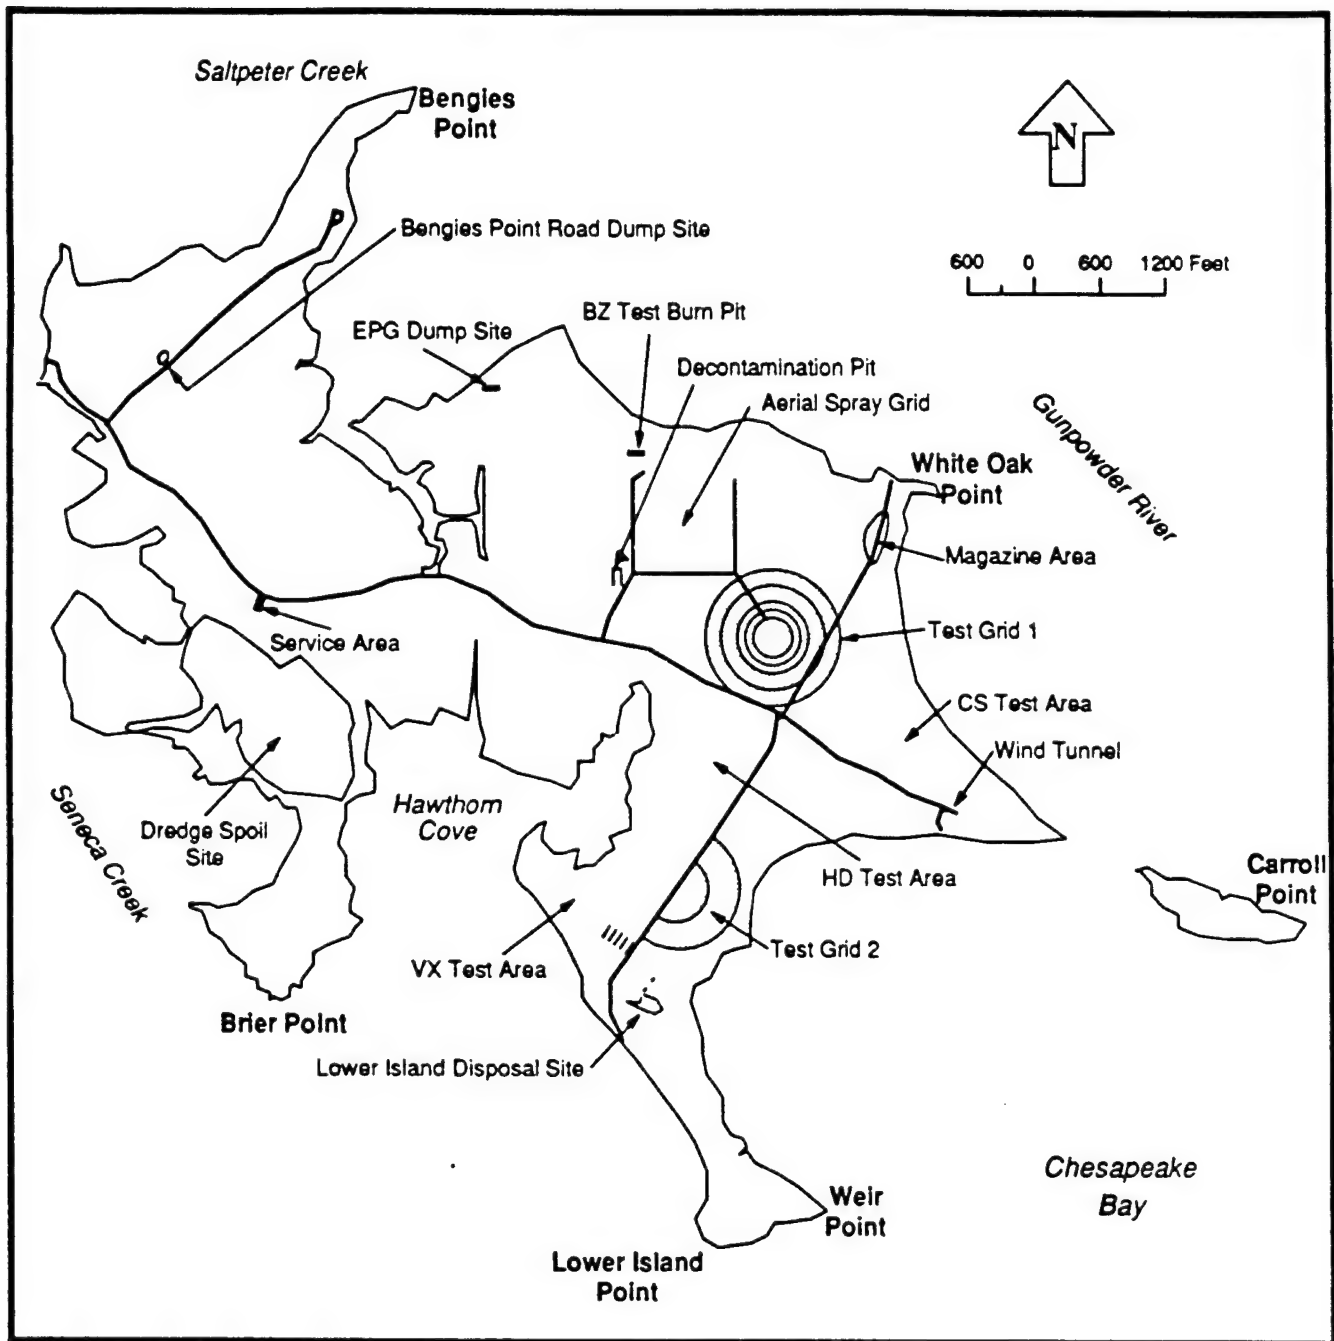 Saltpeter Creek
Bengies
Point
N
Bengies Point Road Dump Site
600 0 600 1200 Feet
BZ Test Burn Pit
EPG Dump Site
Decontamination Pit
Aerial Spray Grid
Gunpowder River
White Oak
Point
Magazine Area
Test Grid 1
Service Area
CS Test Area
Wind Tunnel
Seneca Creek
Hawthorn
Cove
Dredge Spoil
Site
HD Test Area
Carroll
Point
Test Grid 2
VX Test Area
Brier Point
Lower Island Disposal Site
Chesapeake
Bay
Weir
Point
Lower Island
Point